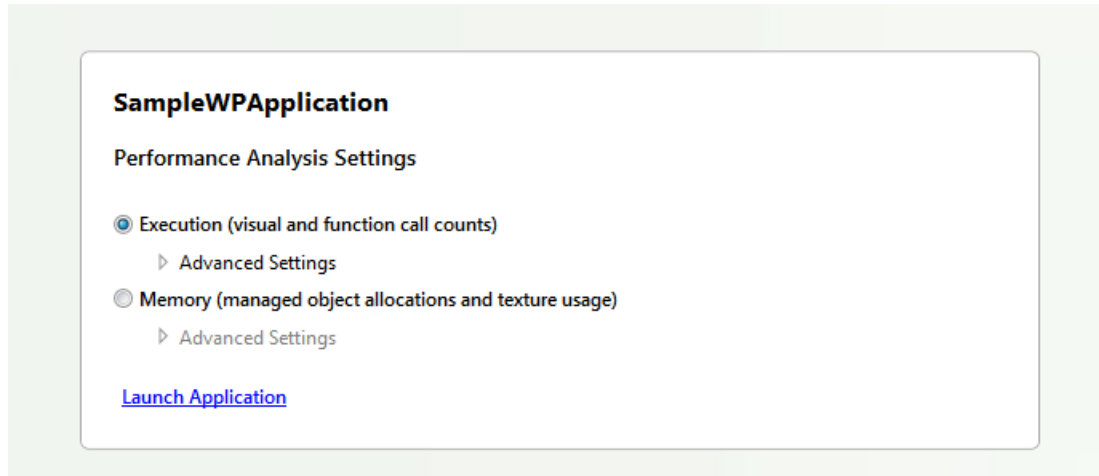 SampleWPApplication
Performance Analysis Settings
Execution (visual and function call counts)
Advanced Settings
Memory (managed object allocations and texture usage)
Advanced Settings
Launch Application